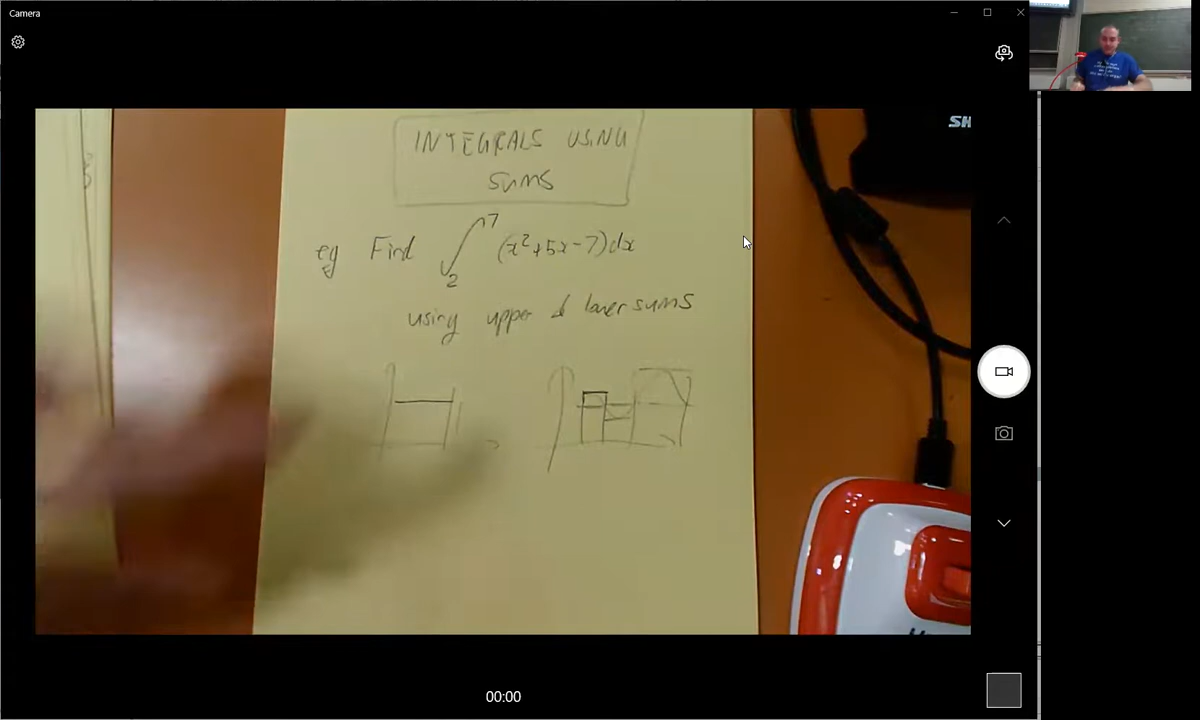 Camera
INTEGRALS USING
SUMS
eg Find ∫₂⁷ (x²+5x-7)dx
using upper & lower sums
00:00